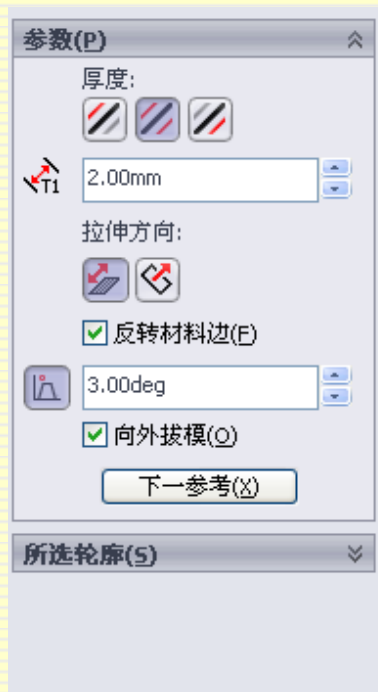 参数(P)
厚度:
T1
2.00mm
拉伸方向:
反转材料边(F)
3.00deg
向外拔模(O)
下一参考(X)
所选轮廓(S)